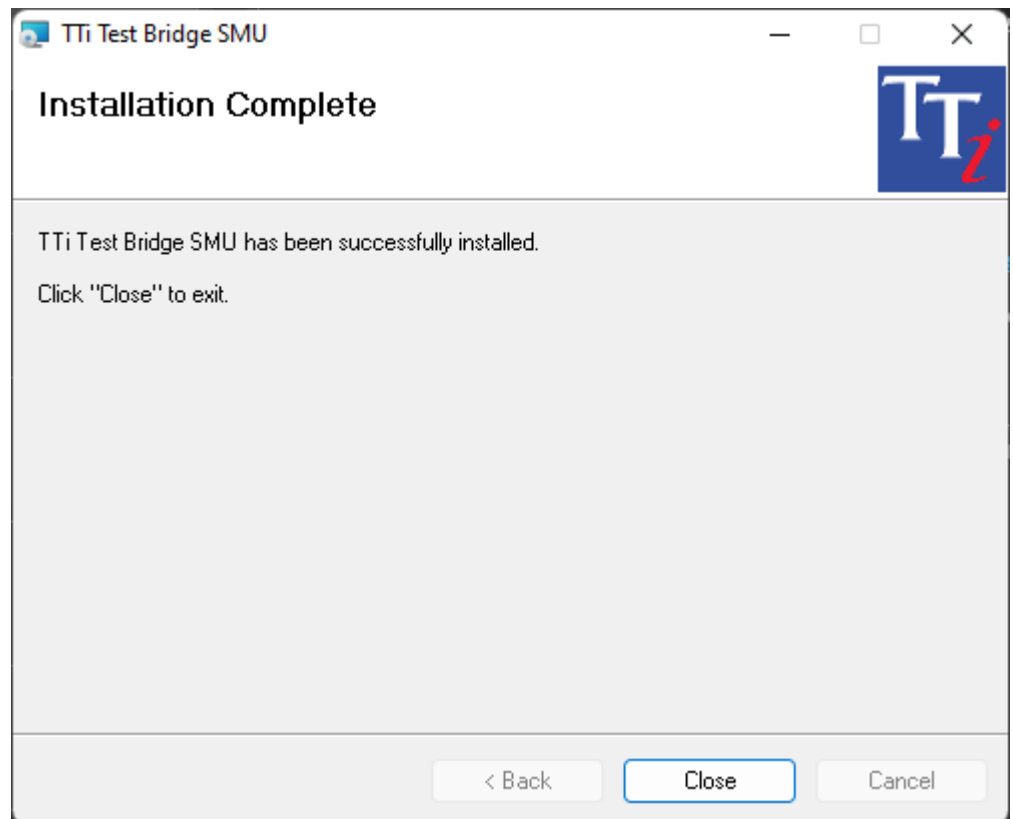 TTi Test Bridge SMU
Installation Complete
TTi
TTi Test Bridge SMU has been successfully installed.
Click "Close" to exit.
< Back
Close
Cancel